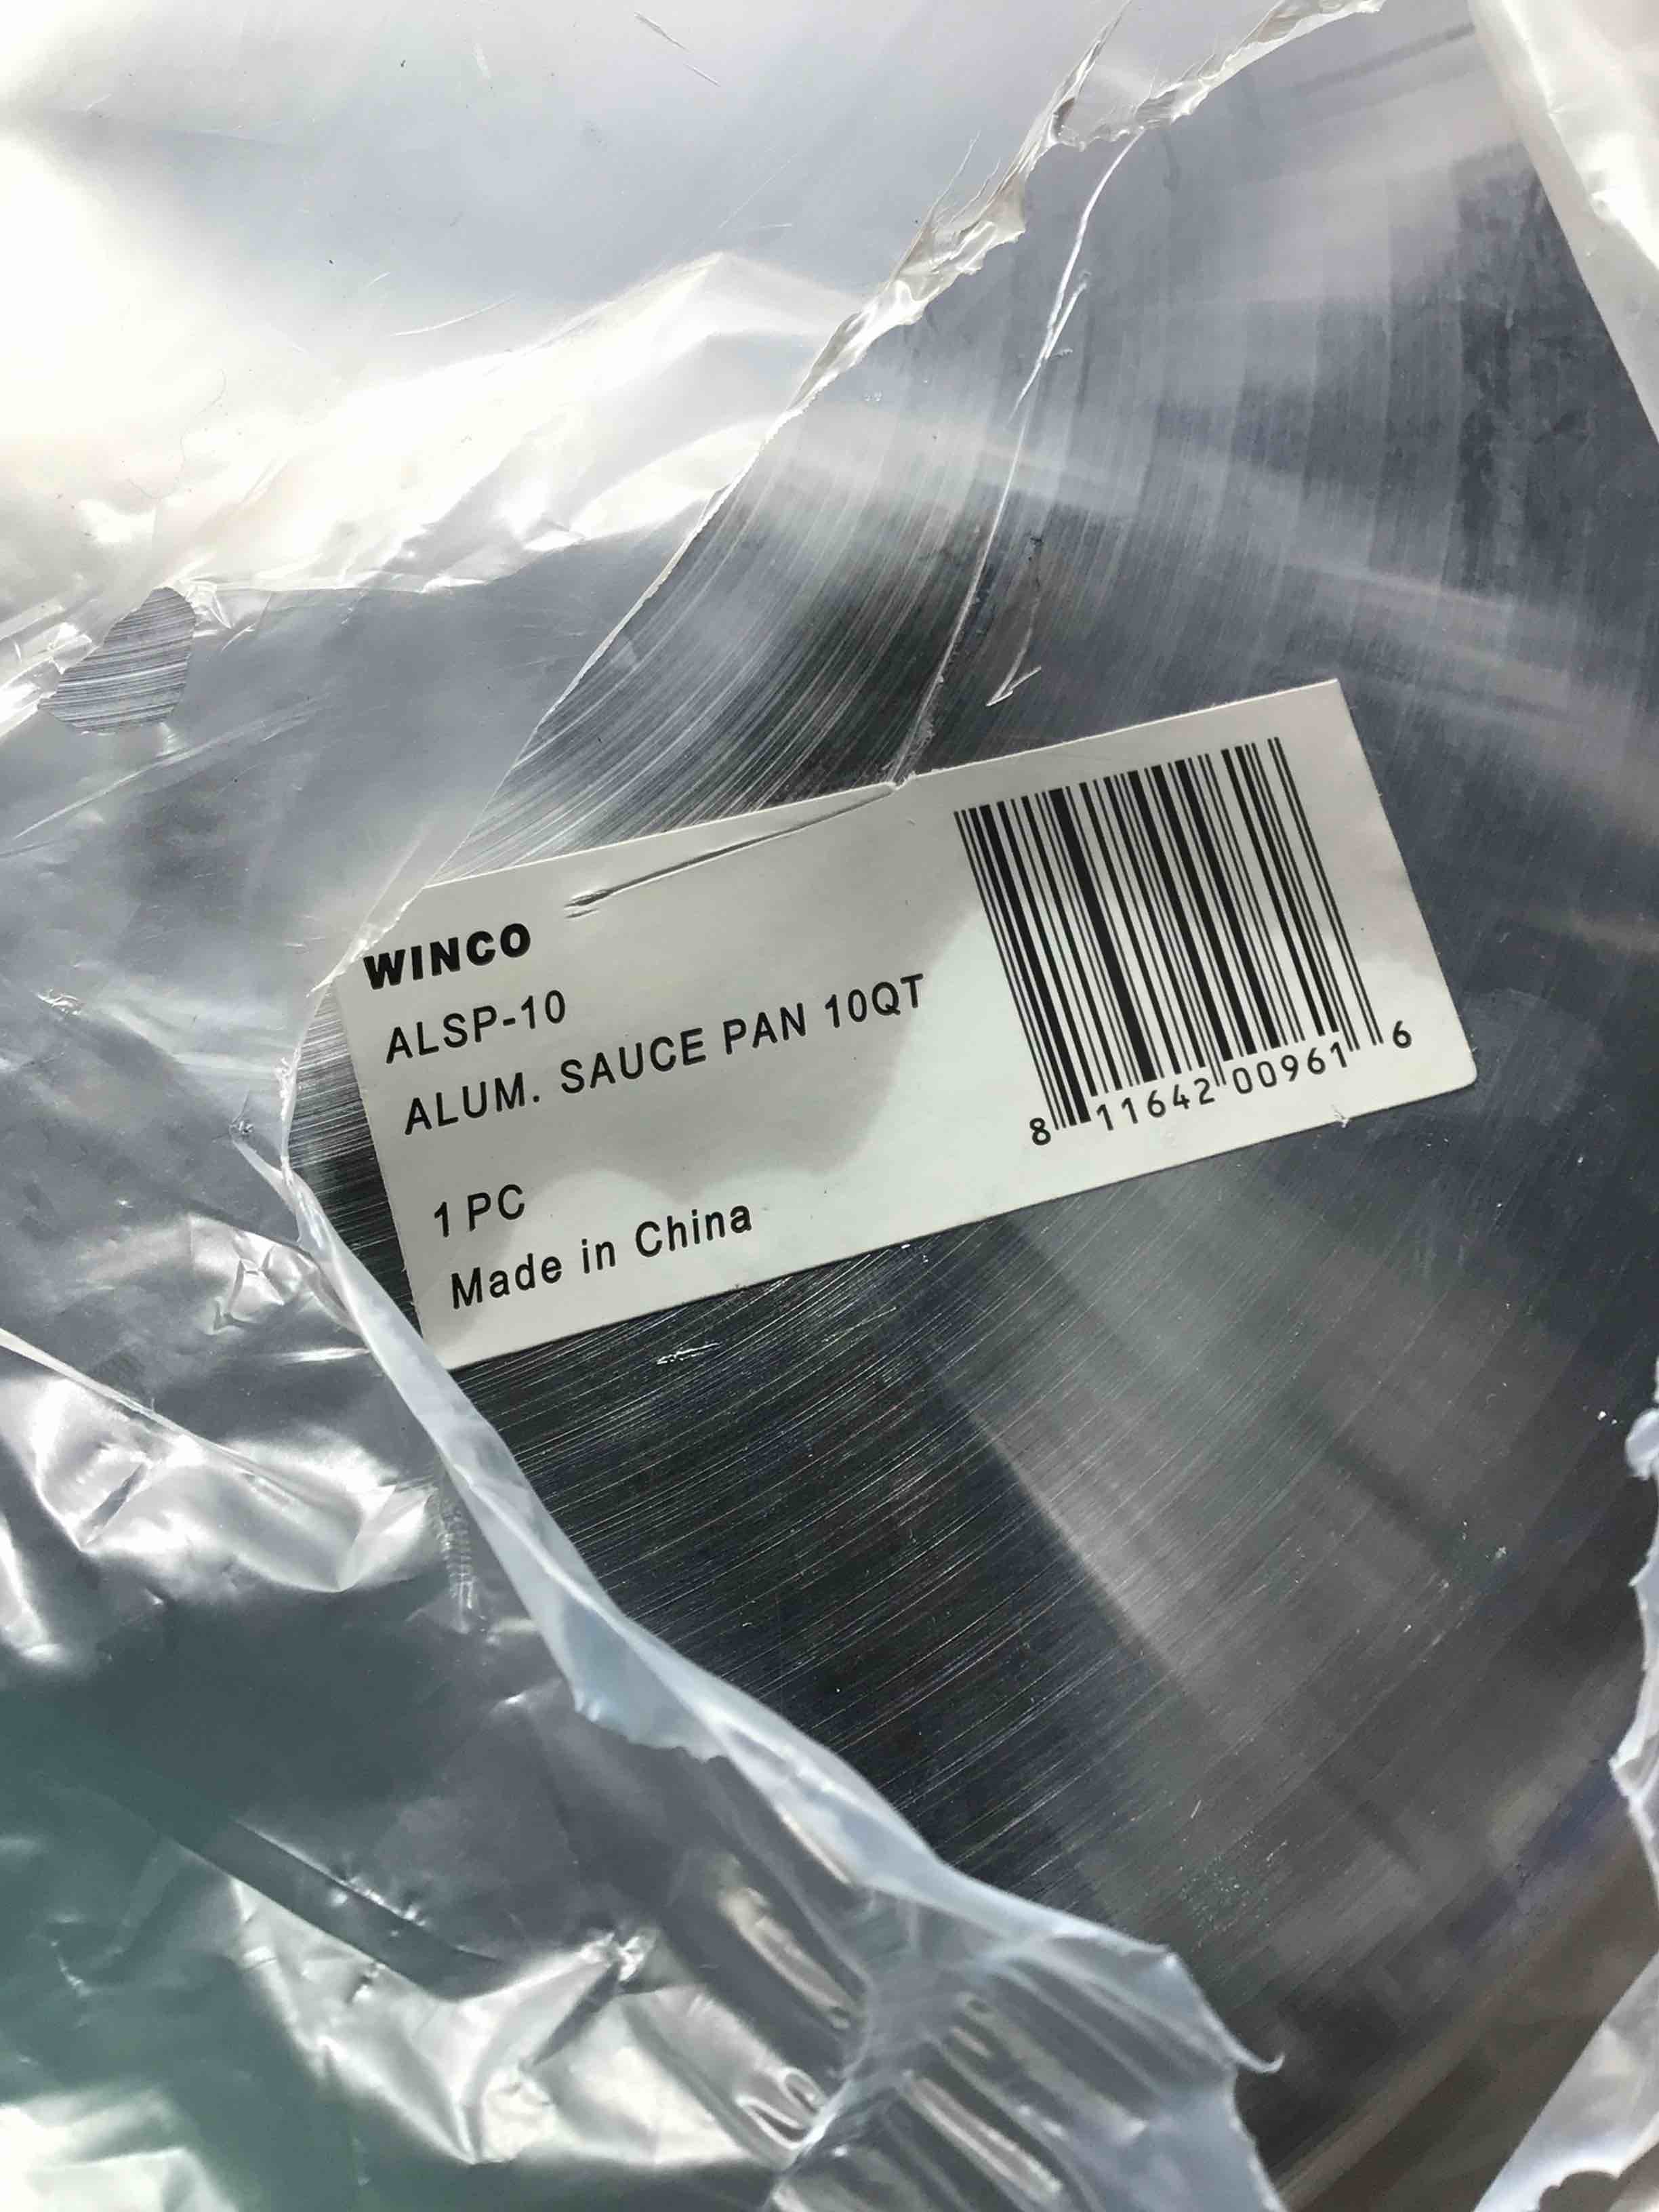 WINCO
ALSP-10
ALUM. SAUCE PAN 10QT
1 PC
Made in China
8 11642 00961 6